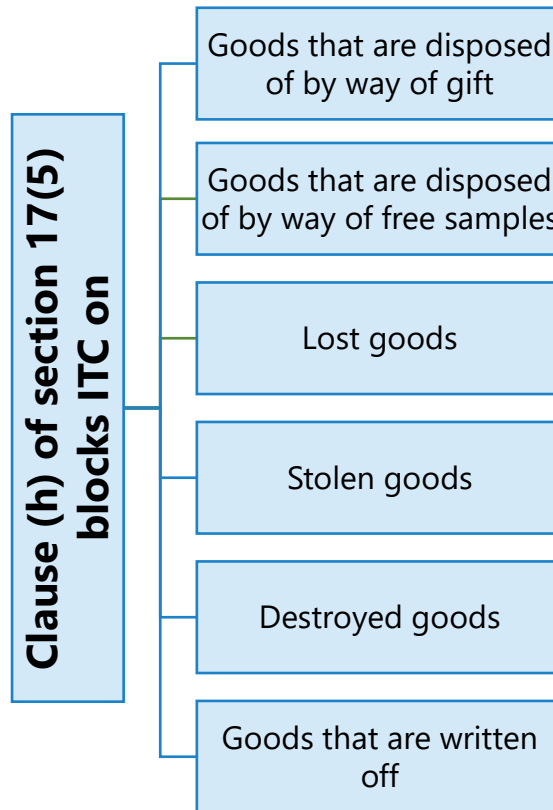 Clause (h) of section 17(5)
blocks ITC on
Goods that are disposed
of by way of gift
Goods that are disposed
of by way of free samples
Lost goods
Stolen goods
Destroyed goods
Goods that are written
off